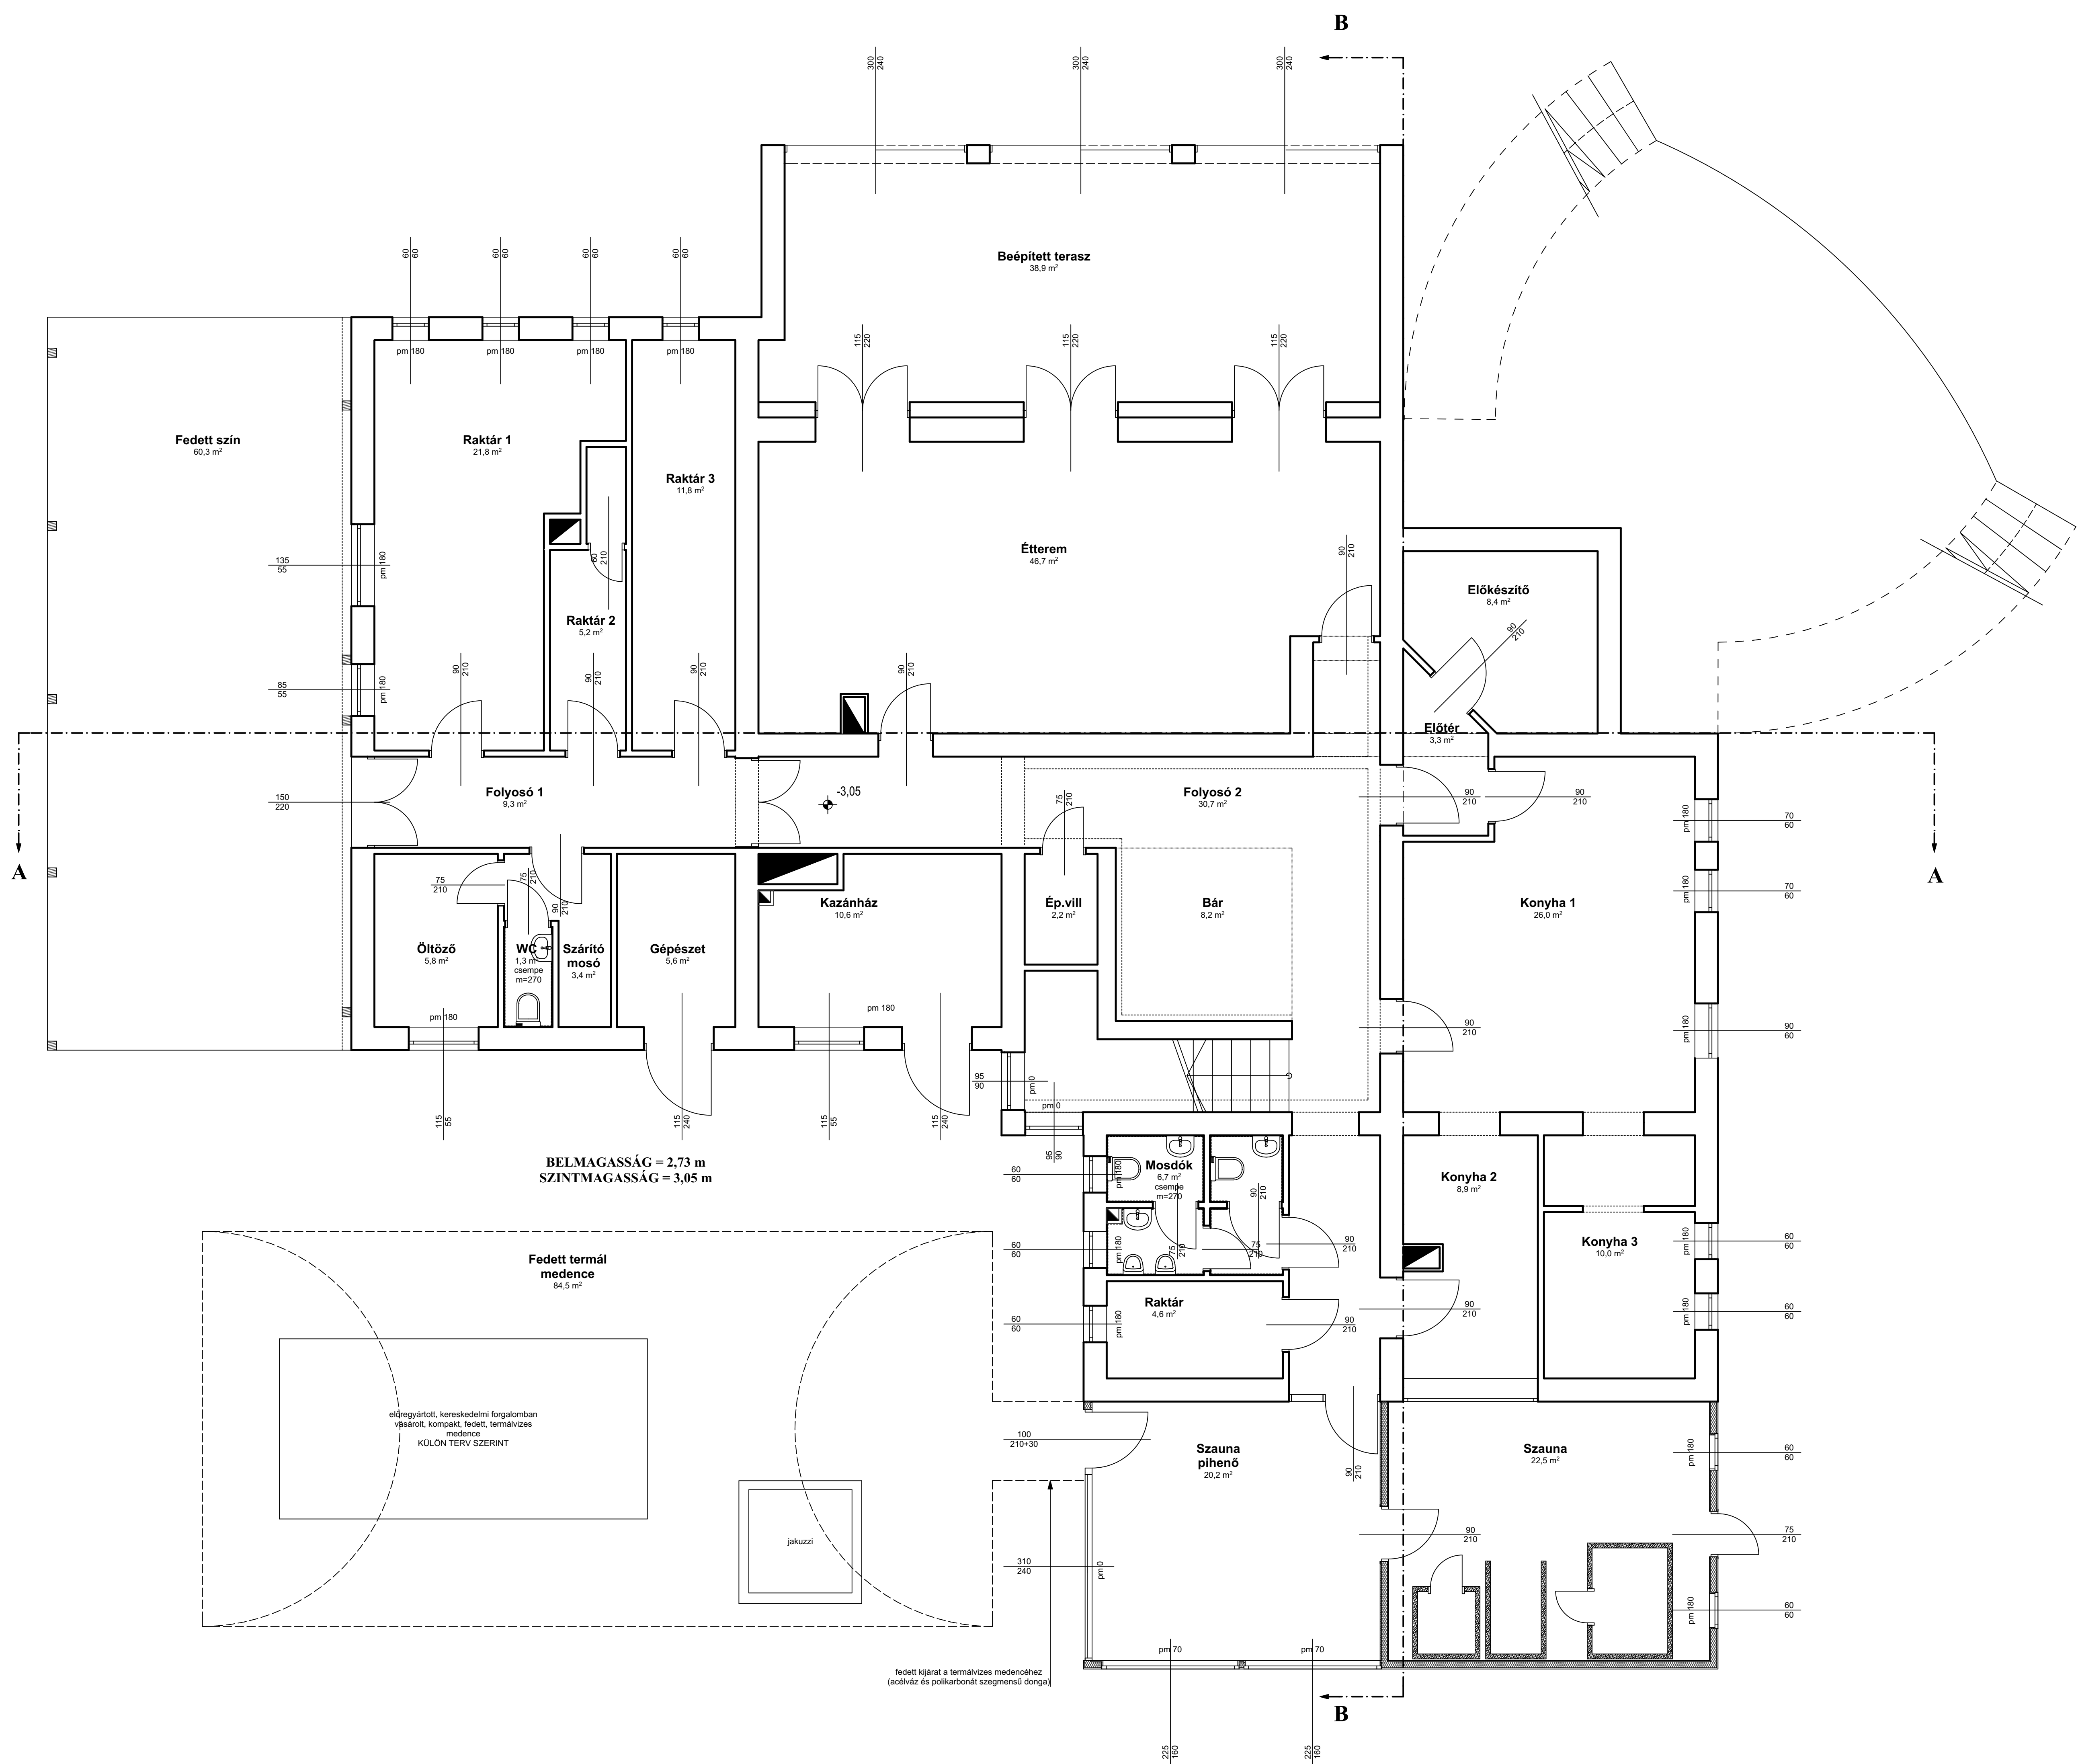 B
300
240
300
240
300
240
Beépített terasz
38,9 m²
60
60
60
60
60
60
60
60
pm 180
pm 180
pm 180
pm 180
115
220
115
220
115
220
Fedett szín
60,3 m²
Raktár 1
21,8 m²
Raktár 3
11,8 m²
Étterem
46,7 m²
135
55
pm 180
60
210
90
210
Előkészítő
8,4 m²
90
210
Raktár 2
5,2 m²
85
55
pm 180
90
210
90
210
90
210
90
210
Előtér
3,3 m²
A
A
150
220
Folyosó 1
9,3 m²
-3,05
75
210
Folyosó 2
30,7 m²
90
210
90
210
pm 180
70
60
pm 180
70
60
75
210
75
210
90
210
Öltöző
5,8 m²
WC
1,3 m²
csempe
m=270
Szárító
mosó
3,4 m²
Gépészet
5,6 m²
Kazánház
10,6 m²
Ép.vill
2,2 m²
Bár
8,2 m²
Konyha 1
26,0 m²
pm 180
pm 180
90
210
pm 180
90
60
115
55
115
240
115
55
115
240
95
90
pm 0
pm 0
95
90
BELMAGASSÁG = 2,73 m
SZINTMAGASSÁG = 3,05 m
60
60
pm 180
Mosdók
6,7 m²
csempe
m=270
90
210
Konyha 2
8,9 m²
60
60
pm 180
75
210
75
210
90
210
Konyha 3
10,0 m²
pm 180
60
60
Fedett termál
medence
84,5 m²
60
60
pm 180
Raktár
4,6 m²
90
210
90
210
pm 180
60
60
előregyártott, kereskedelmi forgalomban
vásárolt, kompakt, fedett, termálvizes
medence
KÜLÖN TERV SZERINT
100
210+30
Szauna
pihenő
20,2 m²
90
210
Szauna
22,5 m²
pm 180
60
60
jakuzzi
90
210
75
210
310
240
pm 0
pm 180
60
60
pm 70
pm 70
fedett kijárat a termálvizes medencéhez
(acélváz és polikarbonát szegmensű donga)
B
225
160
225
160